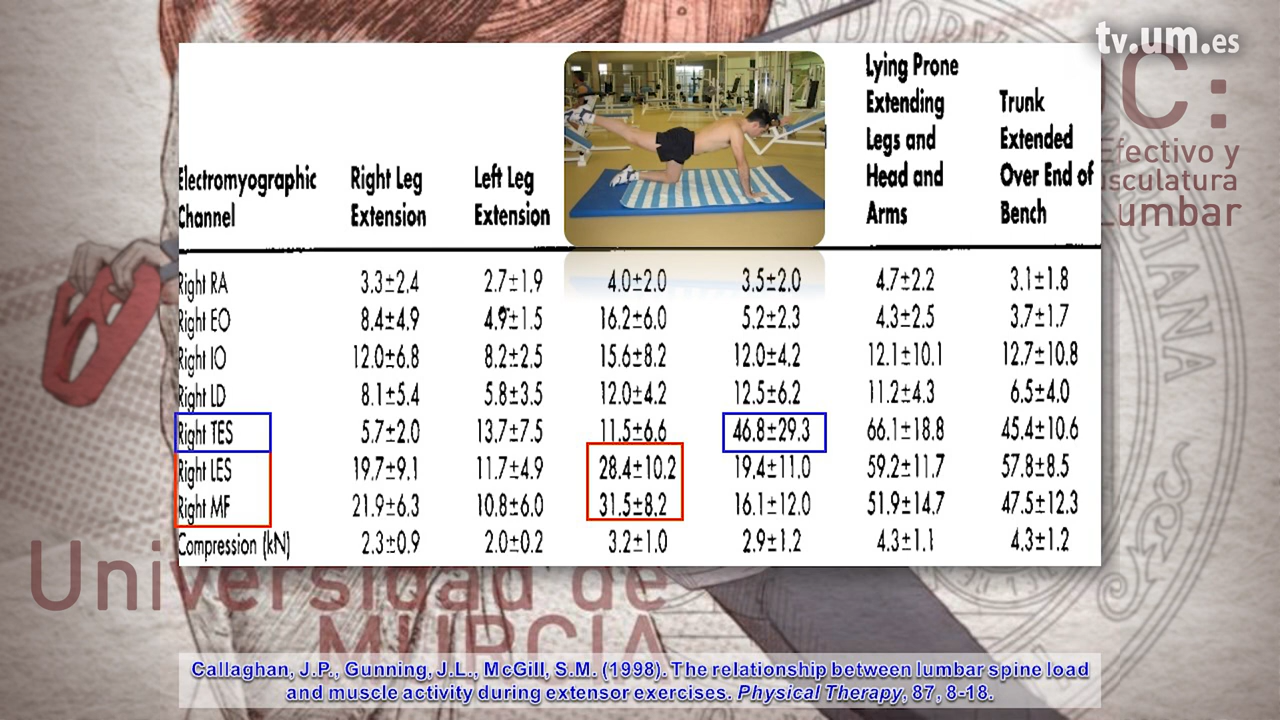 tv.um.es
C:
Efectivo y
usculatura
Lumbar
Electromyographic Channel
Right Leg Extension
Left Leg Extension
Lying Prone Extending Legs and Head and Arms
Trunk Extended Over End of Bench
Right RA 3.3±2.4 2.7±1.9 4.0±2.0 3.5±2.0 4.7±2.2 3.1±1.8
Right EO 8.4±4.9 4.9±1.5 16.2±6.0 5.2±2.3 4.3±2.5 3.7±1.7
Right IO 12.0±6.8 8.2±2.5 15.6±8.2 12.0±4.2 12.1±10.1 12.7±10.8
Right LD 8.1±5.4 5.8±3.5 12.0±4.2 12.5±6.2 11.2±4.3 6.5±4.0
Right TES 5.7±2.0 13.7±7.5 11.5±6.6 46.8±29.3 66.1±18.8 45.4±10.6
Right LES 19.7±9.1 11.7±4.9 28.4±10.2 19.4±11.0 59.2±11.7 57.8±8.5
Right MF 21.9±6.3 10.8±6.0 31.5±8.2 16.1±12.0 51.9±14.7 47.5±12.3
Compression (kN) 2.3±0.9 2.0±0.2 3.2±1.0 2.9±1.2 4.3±1.1 4.3±1.2
Universidad de
MURCIA
Callaghan, J.P., Gunning, J.L., McGill, S.M. (1998). The relationship between lumbar spine load
and muscle activity during extensor exercises. Physical Therapy, 87, 8-18.